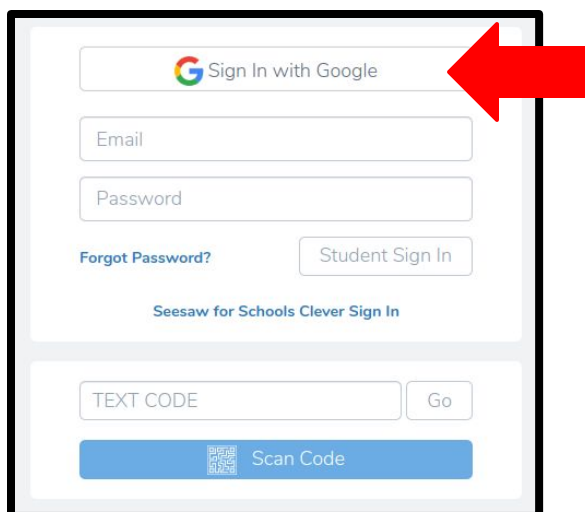 Sign In with Google
Email
Password
Forgot Password? Student Sign In
Seesaw for Schools Clever Sign In
TEXT CODE Go
Scan Code